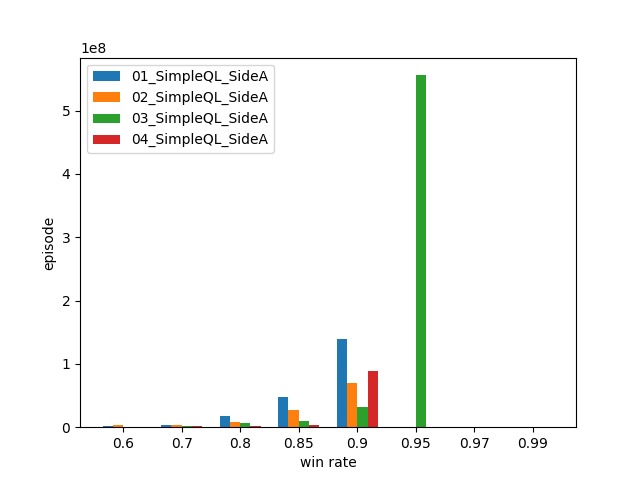 1e8
01_SimpleQL_SideA
02_SimpleQL_SideA
03_SimpleQL_SideA
04_SimpleQL_SideA
5
4
3
2
1
0
episode
0.6 0.7 0.8 0.85 0.9 0.95 0.97 0.99
win rate